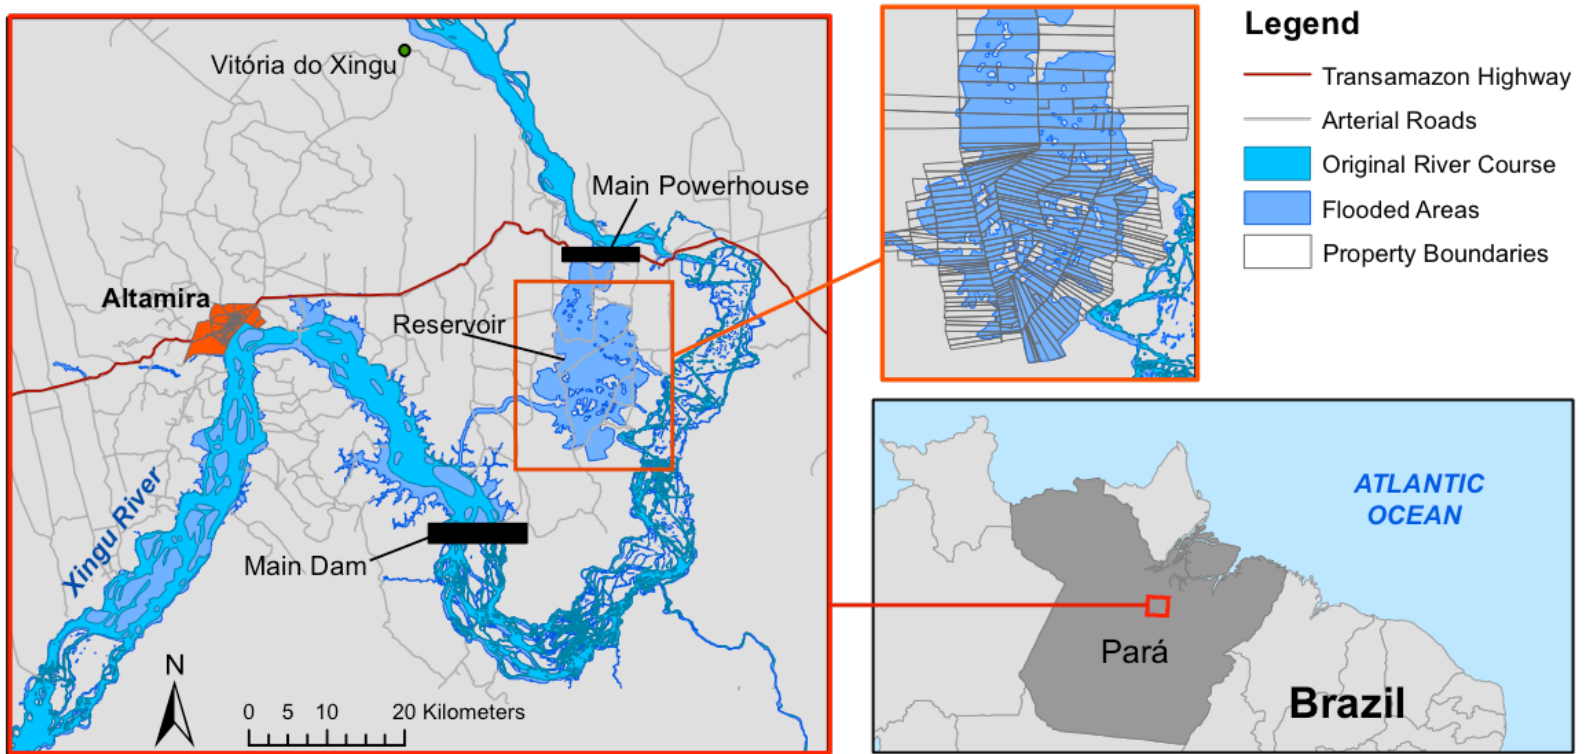 Vitória do Xingu
Main Powerhouse
Altamira
Reservoir
Xingu River
Main Dam
N
0 5 10 20 Kilometers
Legend
Transamazon Highway
Arterial Roads
Original River Course
Flooded Areas
Property Boundaries
ATLANTIC
OCEAN
Pará
Brazil